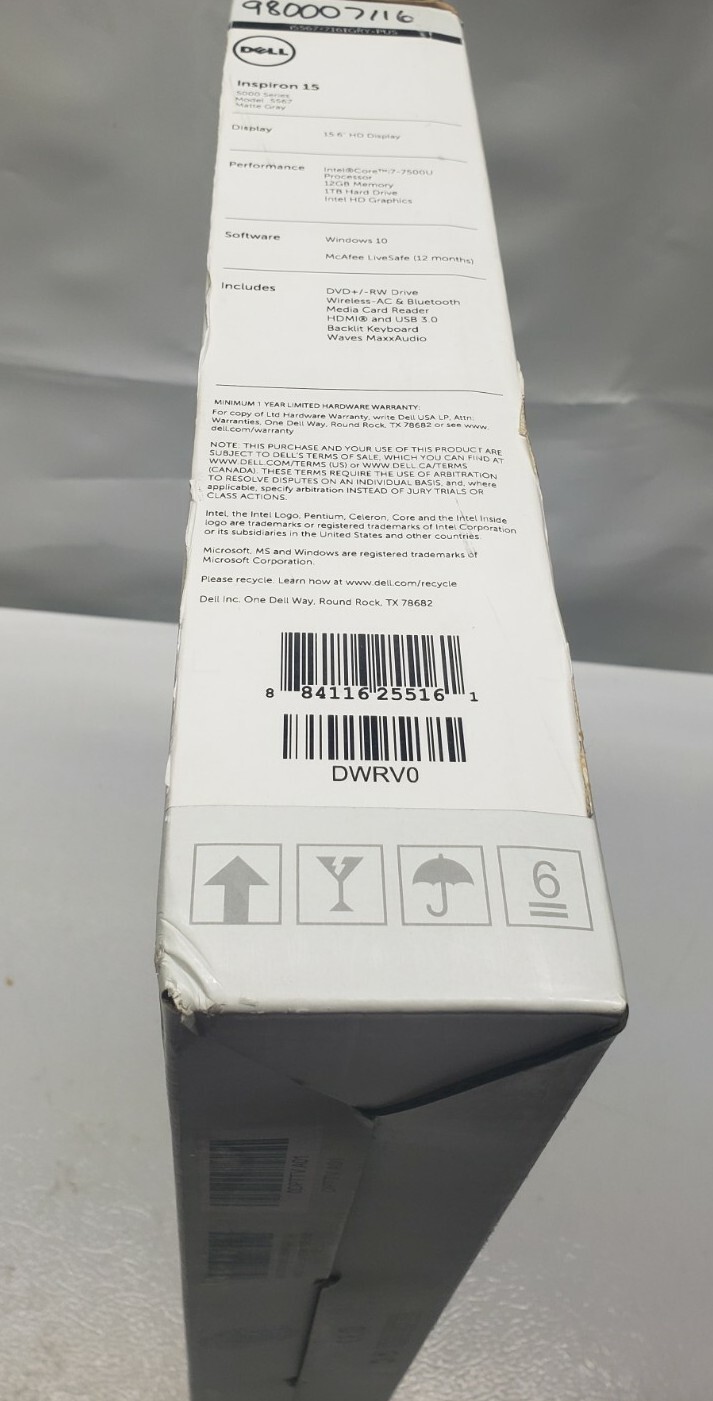 980007116
I5567-7161GRY-PUS
DELL
Inspiron 15
5000 Series
Model: 5567
Matte Gray
Display
15.6" HD Display
Performance
Intel®Core™i7-7500U
Processor
12GB Memory
1TB Hard Drive
Intel HD Graphics
Software
Windows 10
McAfee LiveSafe (12 months)
Includes
DVD+/-RW Drive
Wireless-AC & Bluetooth
Media Card Reader
HDMI® and USB 3.0
Backlit Keyboard
Waves MaxxAudio
MINIMUM 1 YEAR LIMITED HARDWARE WARRANTY:
For copy of Ltd Hardware Warranty, write Dell USA LP, Attn:
Warranties, One Dell Way, Round Rock, TX 78682 or see www.
dell.com/warranty
NOTE: THIS PURCHASE AND YOUR USE OF THIS PRODUCT ARE
SUBJECT TO DELL'S TERMS OF SALE, WHICH YOU CAN FIND AT
WWW.DELL.COM/TERMS (US) or WWW.DELL.CA/TERMS
(CANADA). THESE TERMS REQUIRE THE USE OF ARBITRATION
TO RESOLVE DISPUTES ON AN INDIVIDUAL BASIS, and, where
applicable, specify arbitration INSTEAD OF JURY TRIALS OR
CLASS ACTIONS.
Intel, the Intel Logo, Pentium, Celeron, Core and the Intel Inside
logo are trademarks or registered trademarks of Intel Corporation
or its subsidiaries in the United States and other countries.
Microsoft, MS and Windows are registered trademarks of
Microsoft Corporation.
Please recycle. Learn how at www.dell.com/recycle
Dell Inc. One Dell Way, Round Rock, TX 78682
8 84116 25516 1
DWRV0
6